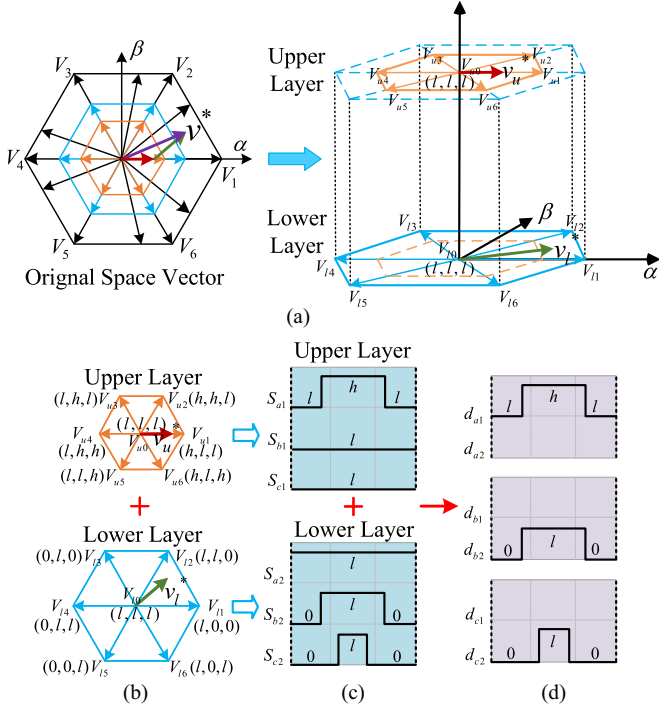 β
V3
V2
v*
V4
α
V1
V5
V6
Orignal Space Vector
Upper
Layer
Vu3
Vu0
* Vu2
Vu4
(l,l,l)
vu
Vu1
Vu5
Vu6
Lower
Layer
β
Vl3
Vl2
Vl0
*
vl
Vl4
(l,l,l)
Vl1
α
Vl5
Vl6
(a)
Upper Layer
(l,h,l)Vu3
Vu2(h,h,l)
(l,l,l)
Vu4
Vu0
vu*
Vu1
(l,h,h)
(h,l,l)
(l,l,h)
Vu5
Vu6(h,l,h)
+
Lower Layer
(0,l,0)Vl3
Vl2(l,l,0)
Vl0
vl*
Vl4
(l,l,l)
Vl1
(0,l,l)
(l,0,0)
(0,0,l)Vl5
Vl6(l,0,l)
(b)
Upper Layer
Sa1 l h l
Sb1 l
Sc1 l
+
Lower Layer
Sa2 l
Sb2 0 l 0
Sc2 0 l 0
(c)
da1 l h l
da2
db1
db2 0 l 0
dc1
dc2 0 l 0
(d)